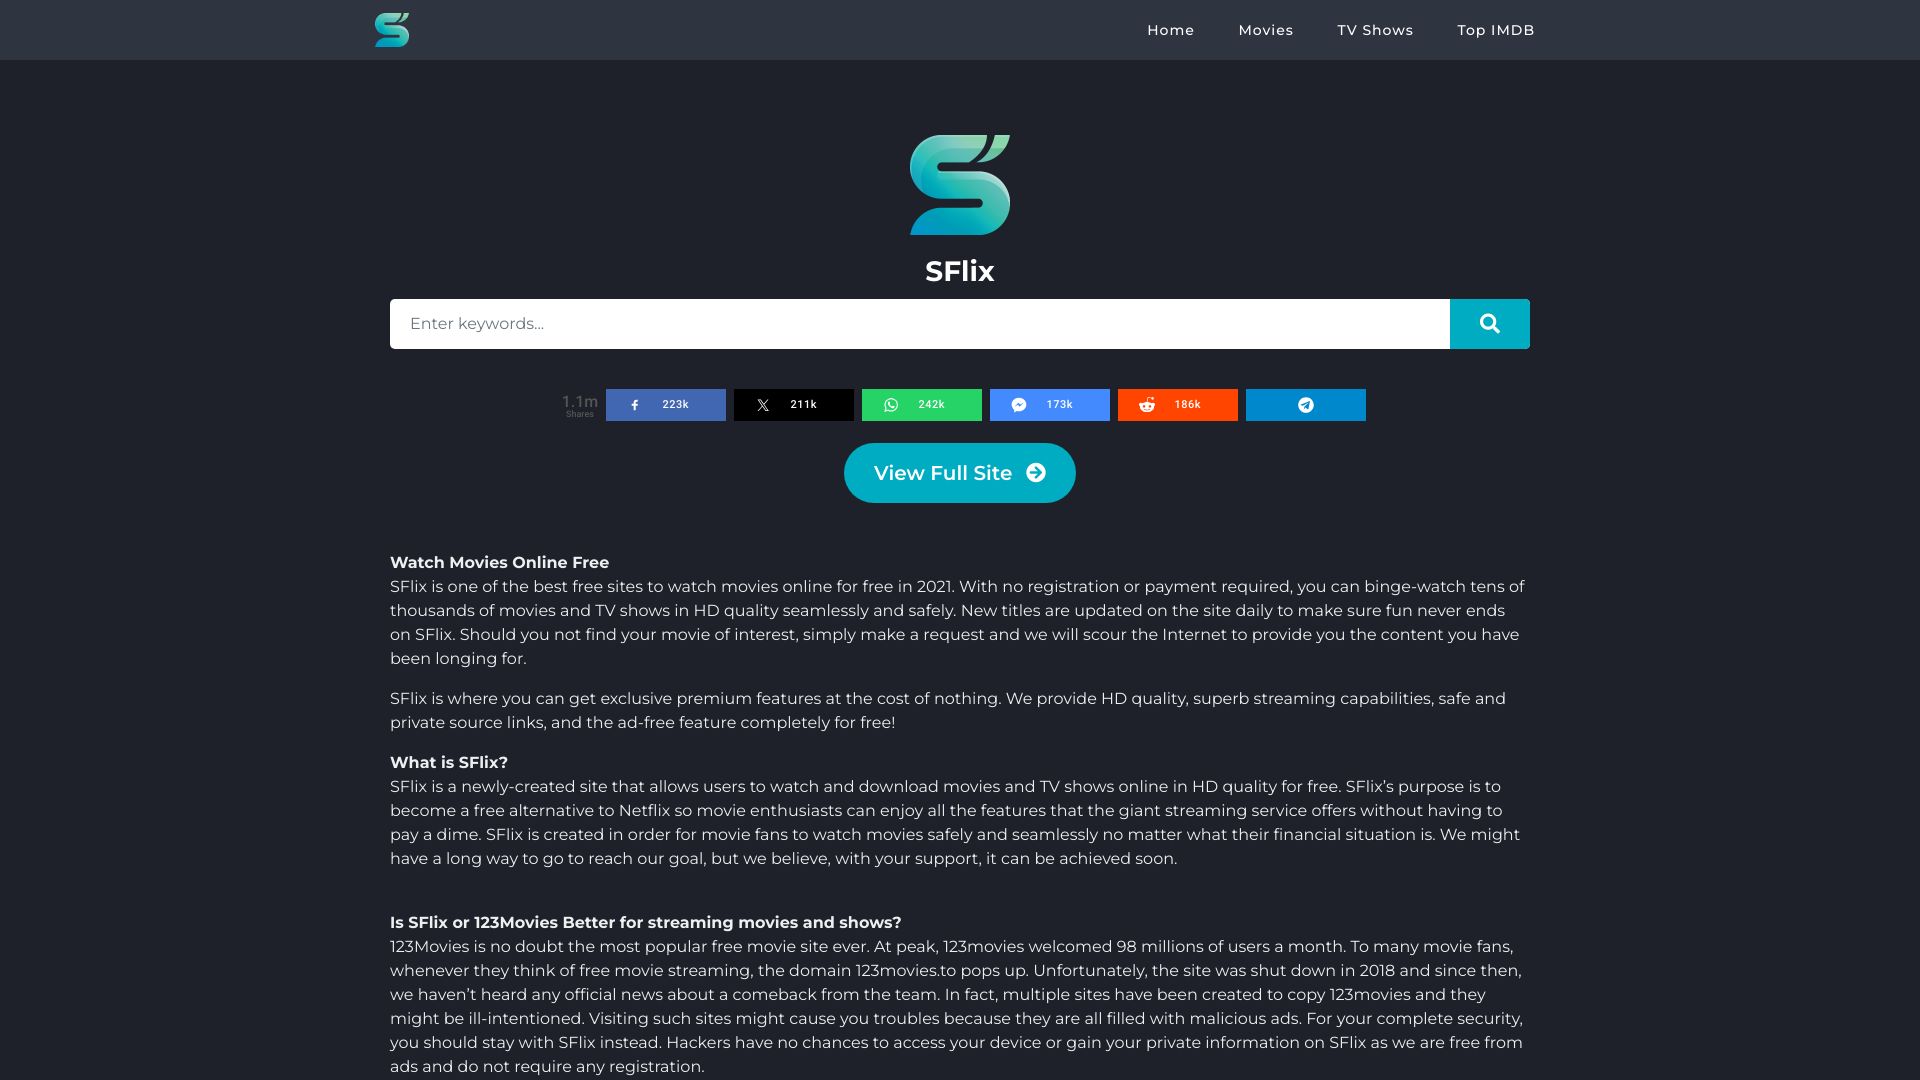 Home Movies TV Shows Top IMDB
SFlix
Enter keywords...
1.1m
Shares
223k 211k 242k 173k 186k
View Full Site
Watch Movies Online Free
SFlix is one of the best free sites to watch movies online for free in 2021. With no registration or payment required, you can binge-watch tens of
thousands of movies and TV shows in HD quality seamlessly and safely. New titles are updated on the site daily to make sure fun never ends
on SFlix. Should you not find your movie of interest, simply make a request and we will scour the Internet to provide you the content you have
been longing for.
SFlix is where you can get exclusive premium features at the cost of nothing. We provide HD quality, superb streaming capabilities, safe and
private source links, and the ad-free feature completely for free!
What is SFlix?
SFlix is a newly-created site that allows users to watch and download movies and TV shows online in HD quality for free. SFlix’s purpose is to
become a free alternative to Netflix so movie enthusiasts can enjoy all the features that the giant streaming service offers without having to
pay a dime. SFlix is created in order for movie fans to watch movies safely and seamlessly no matter what their financial situation is. We might
have a long way to go to reach our goal, but we believe, with your support, it can be achieved soon.
Is SFlix or 123Movies Better for streaming movies and shows?
123Movies is no doubt the most popular free movie site ever. At peak, 123movies welcomed 98 millions of users a month. To many movie fans,
whenever they think of free movie streaming, the domain 123movies.to pops up. Unfortunately, the site was shut down in 2018 and since then,
we haven’t heard any official news about a comeback from the team. In fact, multiple sites have been created to copy 123movies and they
might be ill-intentioned. Visiting such sites might cause you troubles because they are all filled with malicious ads. For your complete security,
you should stay with SFlix instead. Hackers have no chances to access your device or gain your private information on SFlix as we are free from
ads and do not require any registration.